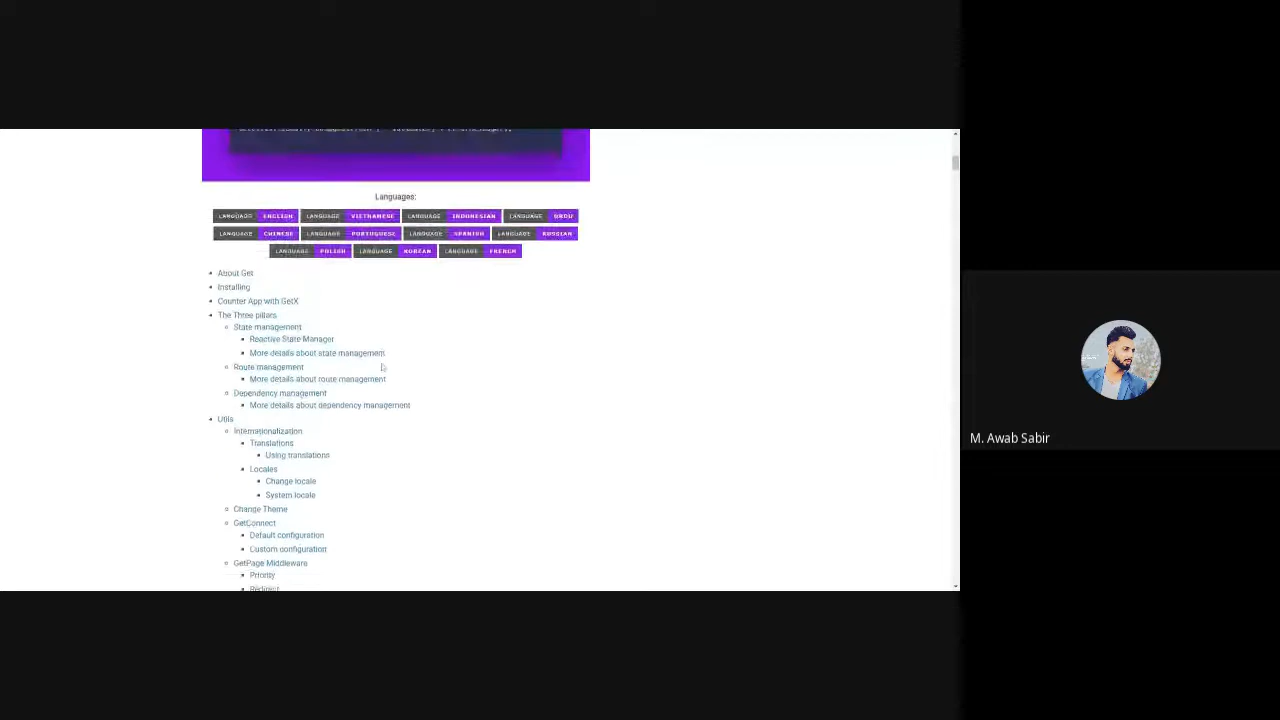 Languages:
LANGUAGE ENGLISH LANGUAGE VIETNAMESE LANGUAGE INDONESIAN LANGUAGE URDU
LANGUAGE CHINESE LANGUAGE PORTUGUESE LANGUAGE SPANISH LANGUAGE RUSSIAN
LANGUAGE POLISH LANGUAGE KOREAN LANGUAGE FRENCH
About Get
Installing
Counter App with GetX
The Three pillars
State management
Reactive State Manager
More details about state management
Route management
More details about route management
Dependency management
More details about dependency management
Utils
Internationalization
Translations
Using translations
Locales
Change locale
System locale
Change Theme
GetConnect
Default configuration
Custom configuration
GetPage Middleware
Priority
Redirect
M. Awab Sabir